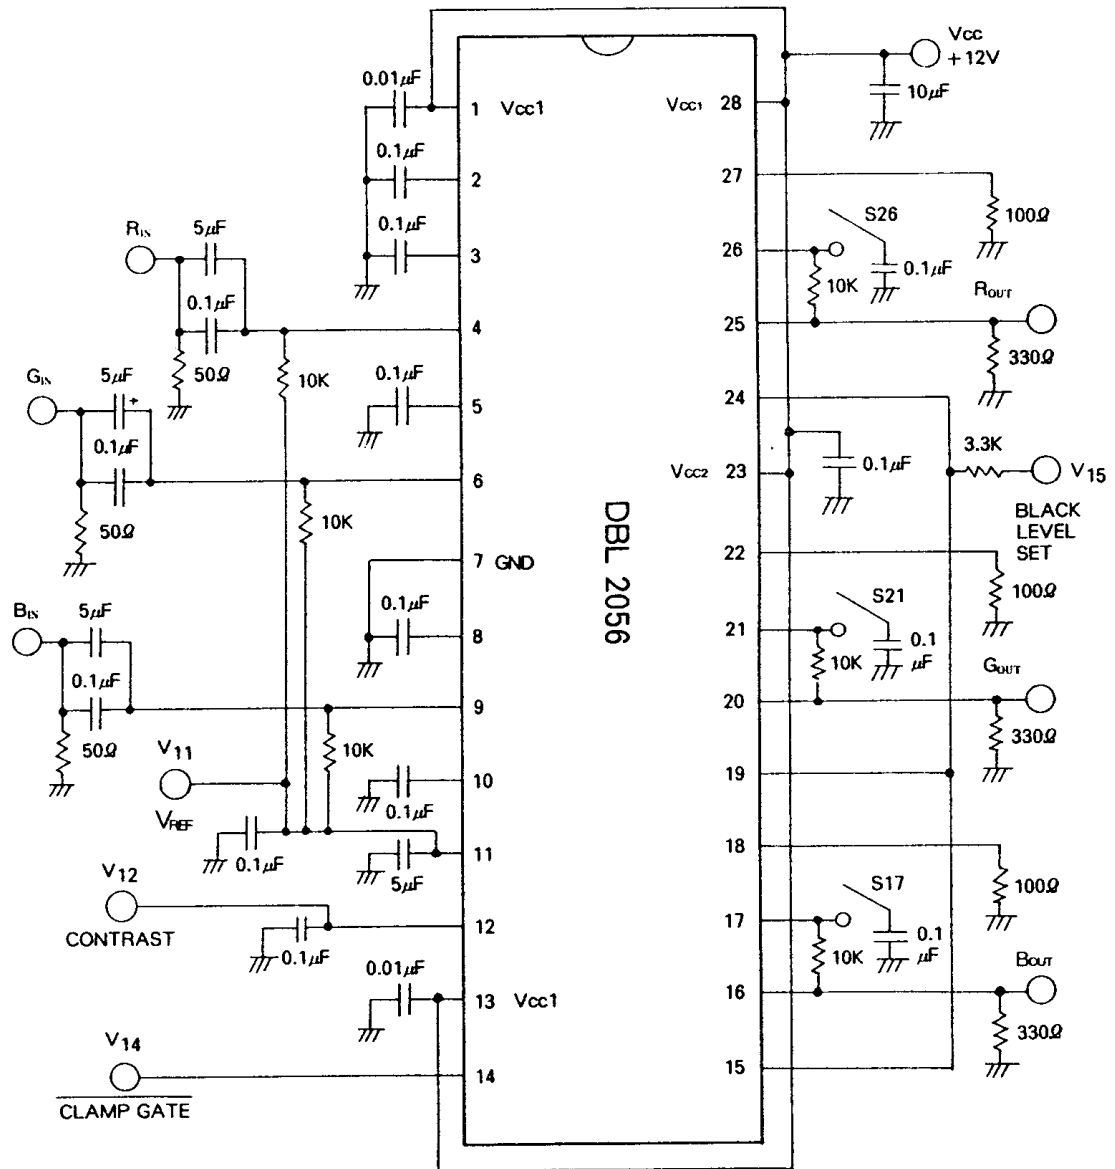 Vcc
+12V
0.01µF
10µF
1 Vcc1
Vcc1 28
0.1µF
2
27
0.1µF
S26
100Ω
5µF
RIN
3
26
0.1µF
10K
0.1µF
ROUT
4
25
50Ω
10K
330Ω
GIN
5µF
0.1µF
24
5
3.3K
0.1µF
V15
Vcc2 23
0.1µF
6
BLACK
LEVEL
SET
10K
50Ω
DBL 2056
22
7 GND
100Ω
S21
BIN
5µF
0.1µF
8
21
0.1
µF
10K
GOUT
0.1µF
9
20
50Ω
10K
330Ω
V11
10
19
VREF
0.1µF
0.1µF
11
18
5µF
V12
S17
100Ω
12
17
CONTRAST
0.1
µF
0.1µF
10K
BOUT
0.01µF
13 Vcc1
16
V14
330Ω
14
15
CLAMP GATE